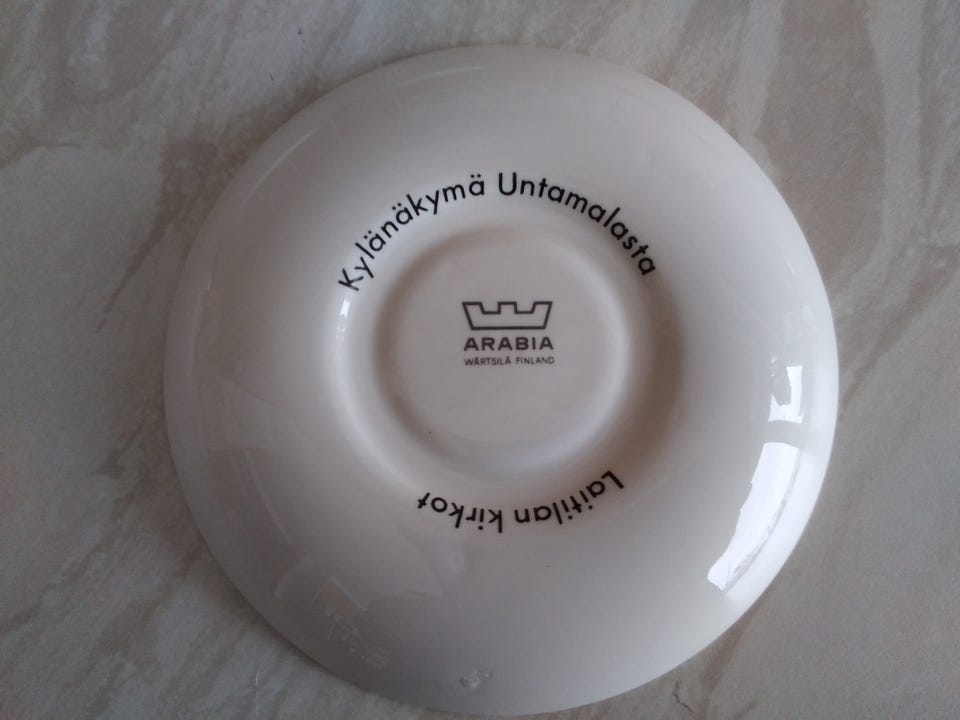 Kylänäkymä Untamalasta
ARABIA
WÄRTSILÄ FINLAND
Laitilan kirkot